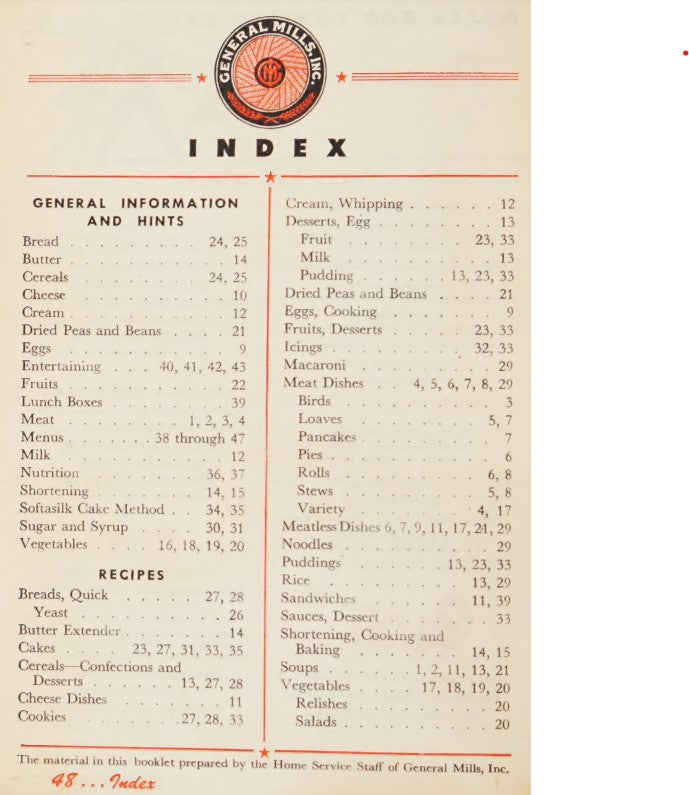 GENERAL MILLS, INC.
INDEX
GENERAL INFORMATION
AND HINTS
Bread . . . . . . . . . 24, 25
Butter . . . . . . . . . . . 14
Cereals . . . . . . . . 24, 25
Cheese . . . . . . . . . . 10
Cream . . . . . . . . . . . 12
Dried Peas and Beans . . . . 21
Eggs . . . . . . . . . . . 9
Entertaining . . . 40, 41, 42, 43
Fruits . . . . . . . . . . . 22
Lunch Boxes . . . . . . . . 39
Meat . . . . . . . . 1, 2, 3, 4
Menus . . . . . . . 38 through 47
Milk . . . . . . . . . . . 12
Nutrition . . . . . . . . 36, 37
Shortening . . . . . . . 14, 15
Softasilk Cake Method . . 34, 35
Sugar and Syrup . . . . 30, 31
Vegetables . . . . 16, 18, 19, 20
RECIPES
Breads, Quick . . . . . 27, 28
Yeast . . . . . . . . . . 26
Butter Extender . . . . . . . 14
Cakes . . . . 23, 27, 31, 33, 35
Cereals—Confections and
Desserts . . . . . . 13, 27, 28
Cheese Dishes . . . . . . . 11
Cookies . . . . . . . 27, 28, 33
Cream, Whipping . . . . . . 12
Desserts, Egg . . . . . . . . 13
Fruit . . . . . . . . 23, 33
Milk . . . . . . . . . . 13
Pudding . . . . . . 13, 23, 33
Dried Peas and Beans . . . . 21
Eggs, Cooking . . . . . . . 9
Fruits, Desserts . . . . . 23, 33
Icings . . . . . . . . . 32, 33
Macaroni . . . . . . . . . 29
Meat Dishes . . 4, 5, 6, 7, 8, 29
Birds . . . . . . . . . . 3
Loaves . . . . . . . . 5, 7
Pancakes . . . . . . . . . 7
Pies . . . . . . . . . . . 6
Rolls . . . . . . . . . 6, 8
Stews . . . . . . . . . 5, 8
Variety . . . . . . . . 4, 17
Meatless Dishes 6, 7, 9, 11, 17, 21, 29
Noodles . . . . . . . . . . 29
Puddings . . . . . . 13, 23, 33
Rice . . . . . . . . . . 13, 29
Sandwiches . . . . . . . 11, 39
Sauces, Dessert . . . . . . . 33
Shortening, Cooking and
Baking . . . . . . . . 14, 15
Soups . . . . . . 1, 2, 11, 13, 21
Vegetables . . . . . 17, 18, 19, 20
Relishes . . . . . . . . . 20
Salads . . . . . . . . . . 20
The material in this booklet prepared by the Home Service Staff of General Mills, Inc.
48 . . . Index